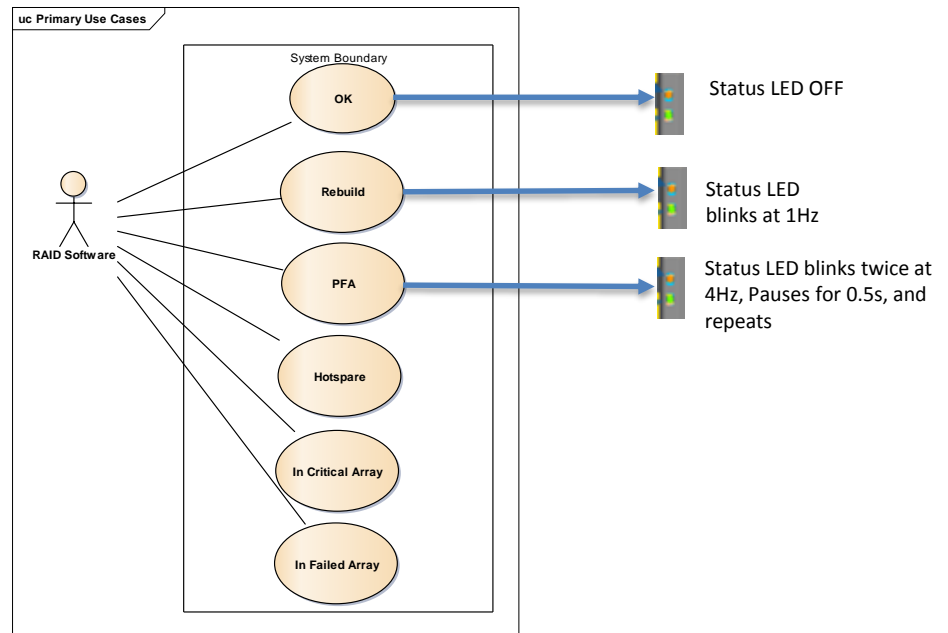 uc Primary Use Cases
System Boundary
OK
Status LED OFF
Rebuild
Status LED
blinks at 1Hz
RAID Software
PFA
Status LED blinks twice at
4Hz, Pauses for 0.5s, and
repeats
Hotspare
In Critical Array
In Failed Array